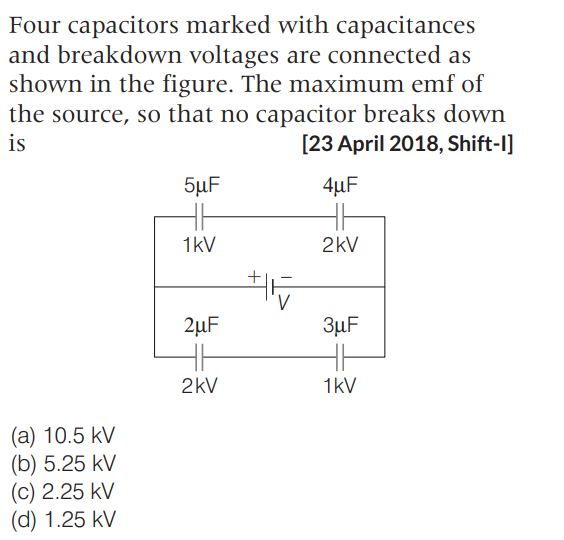 Four capacitors marked with capacitances
and breakdown voltages are connected as
shown in the figure. The maximum emf of
the source, so that no capacitor breaks down
is [23 April 2018, Shift-I]
5μF 4μF
1kV 2kV
+ −
V
2μF 3μF
2kV 1kV
(a) 10.5 kV
(b) 5.25 kV
(c) 2.25 kV
(d) 1.25 kV